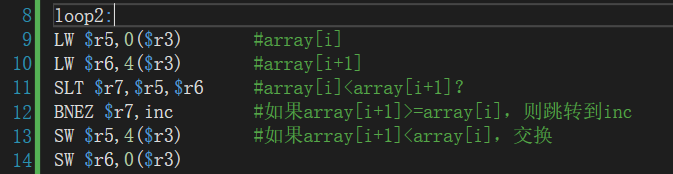 8 loop2:
9 LW $r5,0($r3) #array[i]
10 LW $r6,4($r3) #array[i+1]
11 SLT $r7,$r5,$r6 #array[i]<array[i+1]?
12 BNEZ $r7,inc #如果array[i+1]>=array[i],则跳转到inc
13 SW $r5,4($r3) #如果array[i+1]<array[i],交换
14 SW $r6,0($r3)